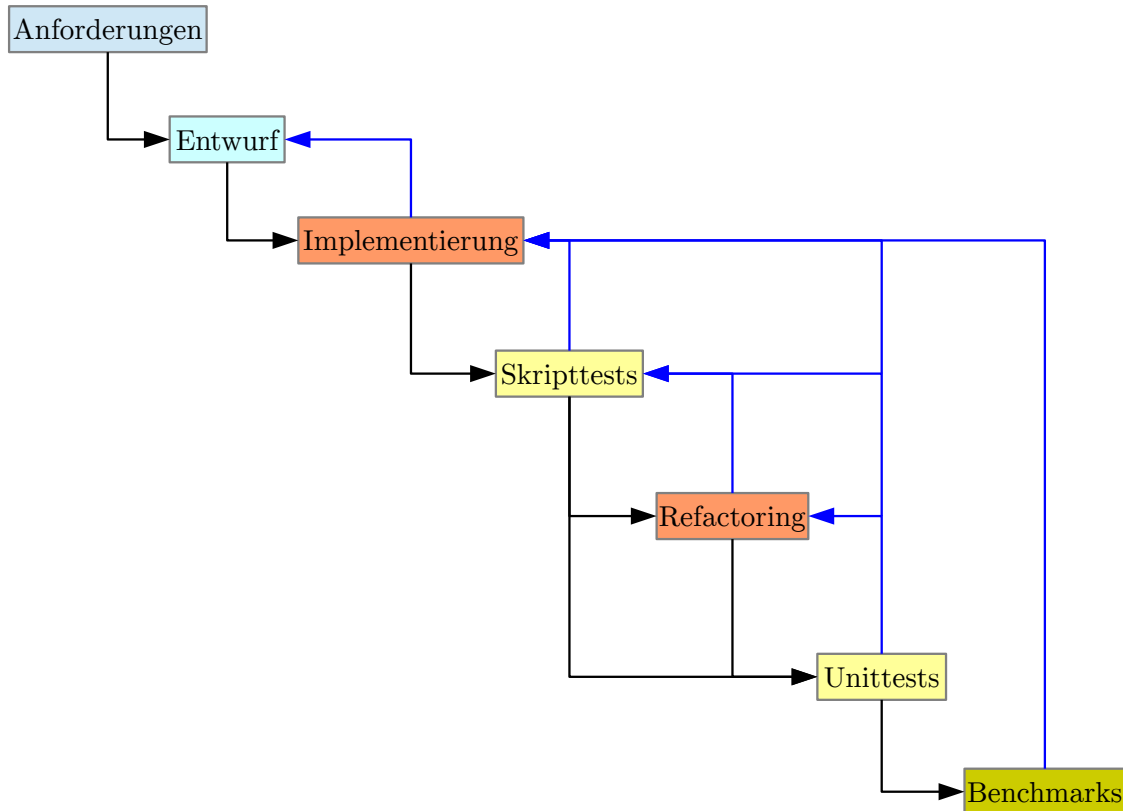 Anforderungen
Entwurf
Implementierung
Skripttests
Refactoring
Unittests
Benchmarks